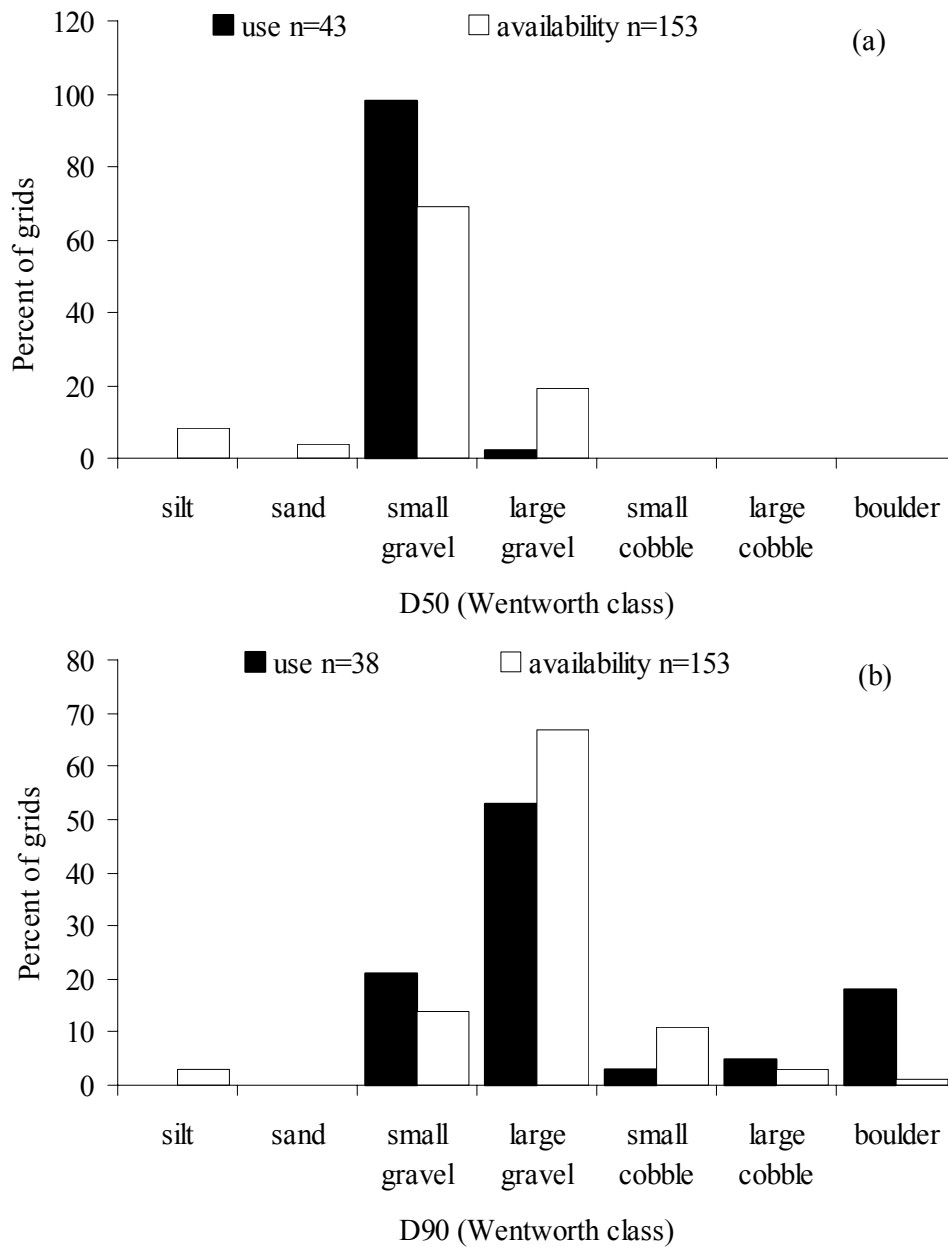 use n=43 availability n=153 (a)
120
100
80
60
40
20
0
Percent of grids
silt sand small large small large boulder
gravel gravel cobble cobble
D50 (Wentworth class)
use n=38 availability n=153 (b)
80
70
60
50
40
30
20
10
0
Percent of grids
silt sand small large small large boulder
gravel gravel cobble cobble
D90 (Wentworth class)